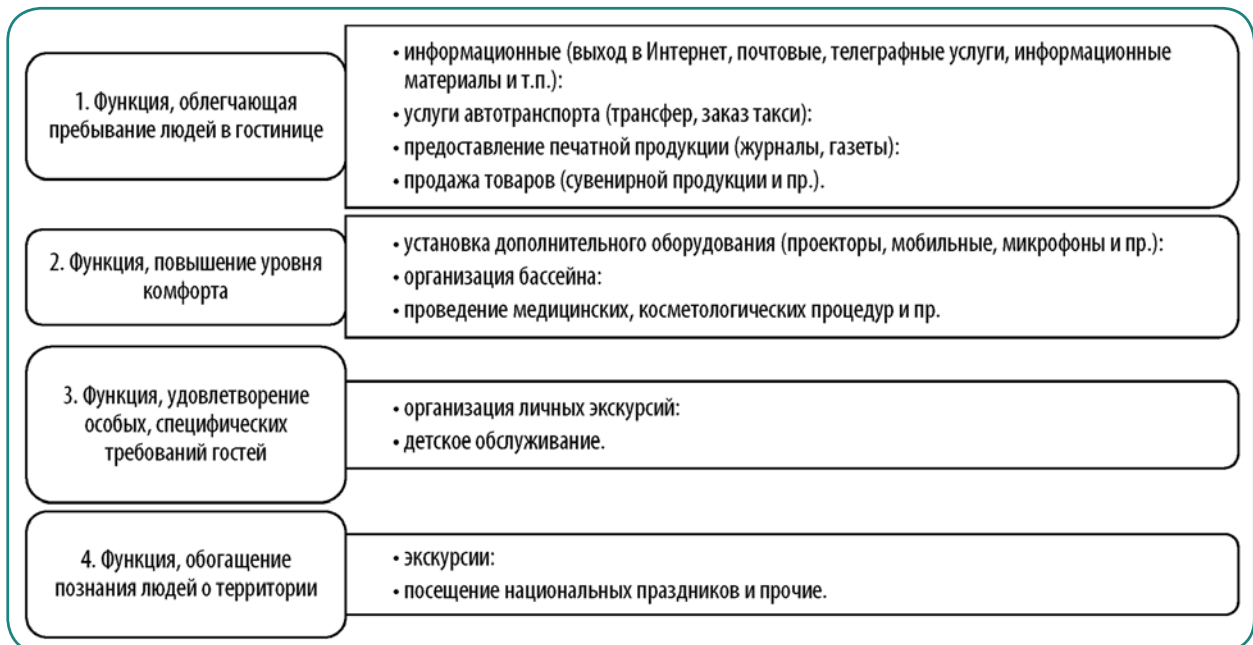 1. Функция, облегчающая
пребывание людей в гостинице
• информационные (выход в Интернет, почтовые, телеграфные услуги, информационные
материалы и т.п.):
• услуги автотранспорта (трансфер, заказ такси):
• предоставление печатной продукции (журналы, газеты):
• продажа товаров (сувенирной продукции и пр.).
2. Функция, повышение уровня
комфорта
• установка дополнительного оборудования (проекторы, мобильные, микрофоны и пр.):
• организация бассейна:
• проведение медицинских, косметологических процедур и пр.
3. Функция, удовлетворение
особых, специфических
требований гостей
• организация личных экскурсий:
• детское обслуживание.
4. Функция, обогащение
познания людей о территории
• экскурсии:
• посещение национальных праздников и прочие.